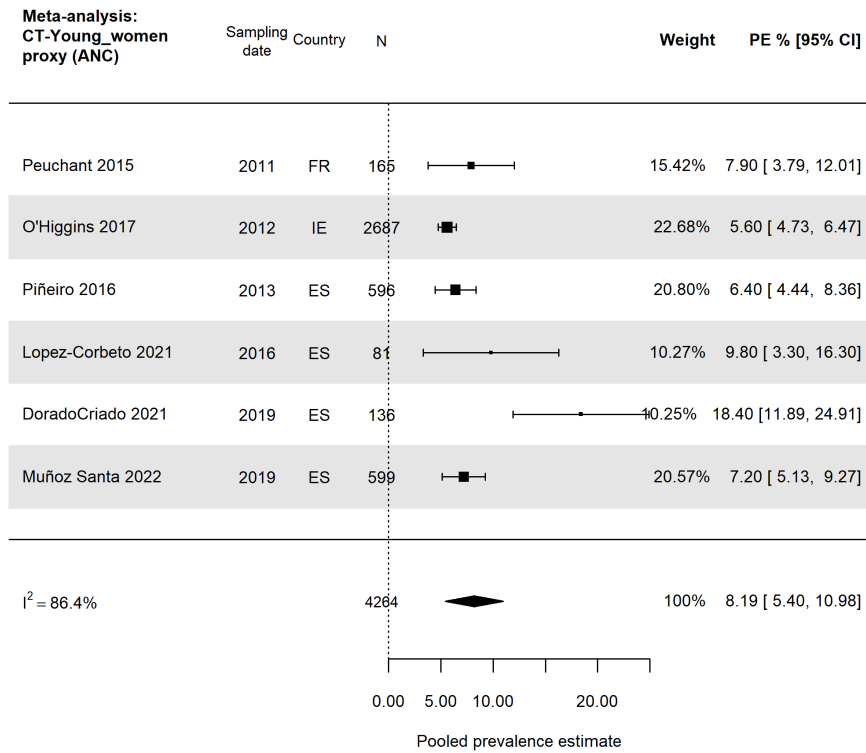 Meta-analysis:
CT-Young_women
proxy (ANC)
Sampling
date
Country
N
Weight
PE % [95% CI]
Peuchant 2015 2011 FR 165 15.42% 7.90 [ 3.79, 12.01]
O'Higgins 2017 2012 IE 2687 22.68% 5.60 [ 4.73, 6.47]
Piñeiro 2016 2013 ES 596 20.80% 6.40 [ 4.44, 8.36]
Lopez-Corbeto 2021 2016 ES 81 10.27% 9.80 [ 3.30, 16.30]
DoradoCriado 2021 2019 ES 136 10.25% 18.40 [11.89, 24.91]
Muñoz Santa 2022 2019 ES 599 20.57% 7.20 [ 5.13, 9.27]
I² = 86.4% 4264 100% 8.19 [ 5.40, 10.98]
0.00 5.00 10.00 20.00
Pooled prevalence estimate